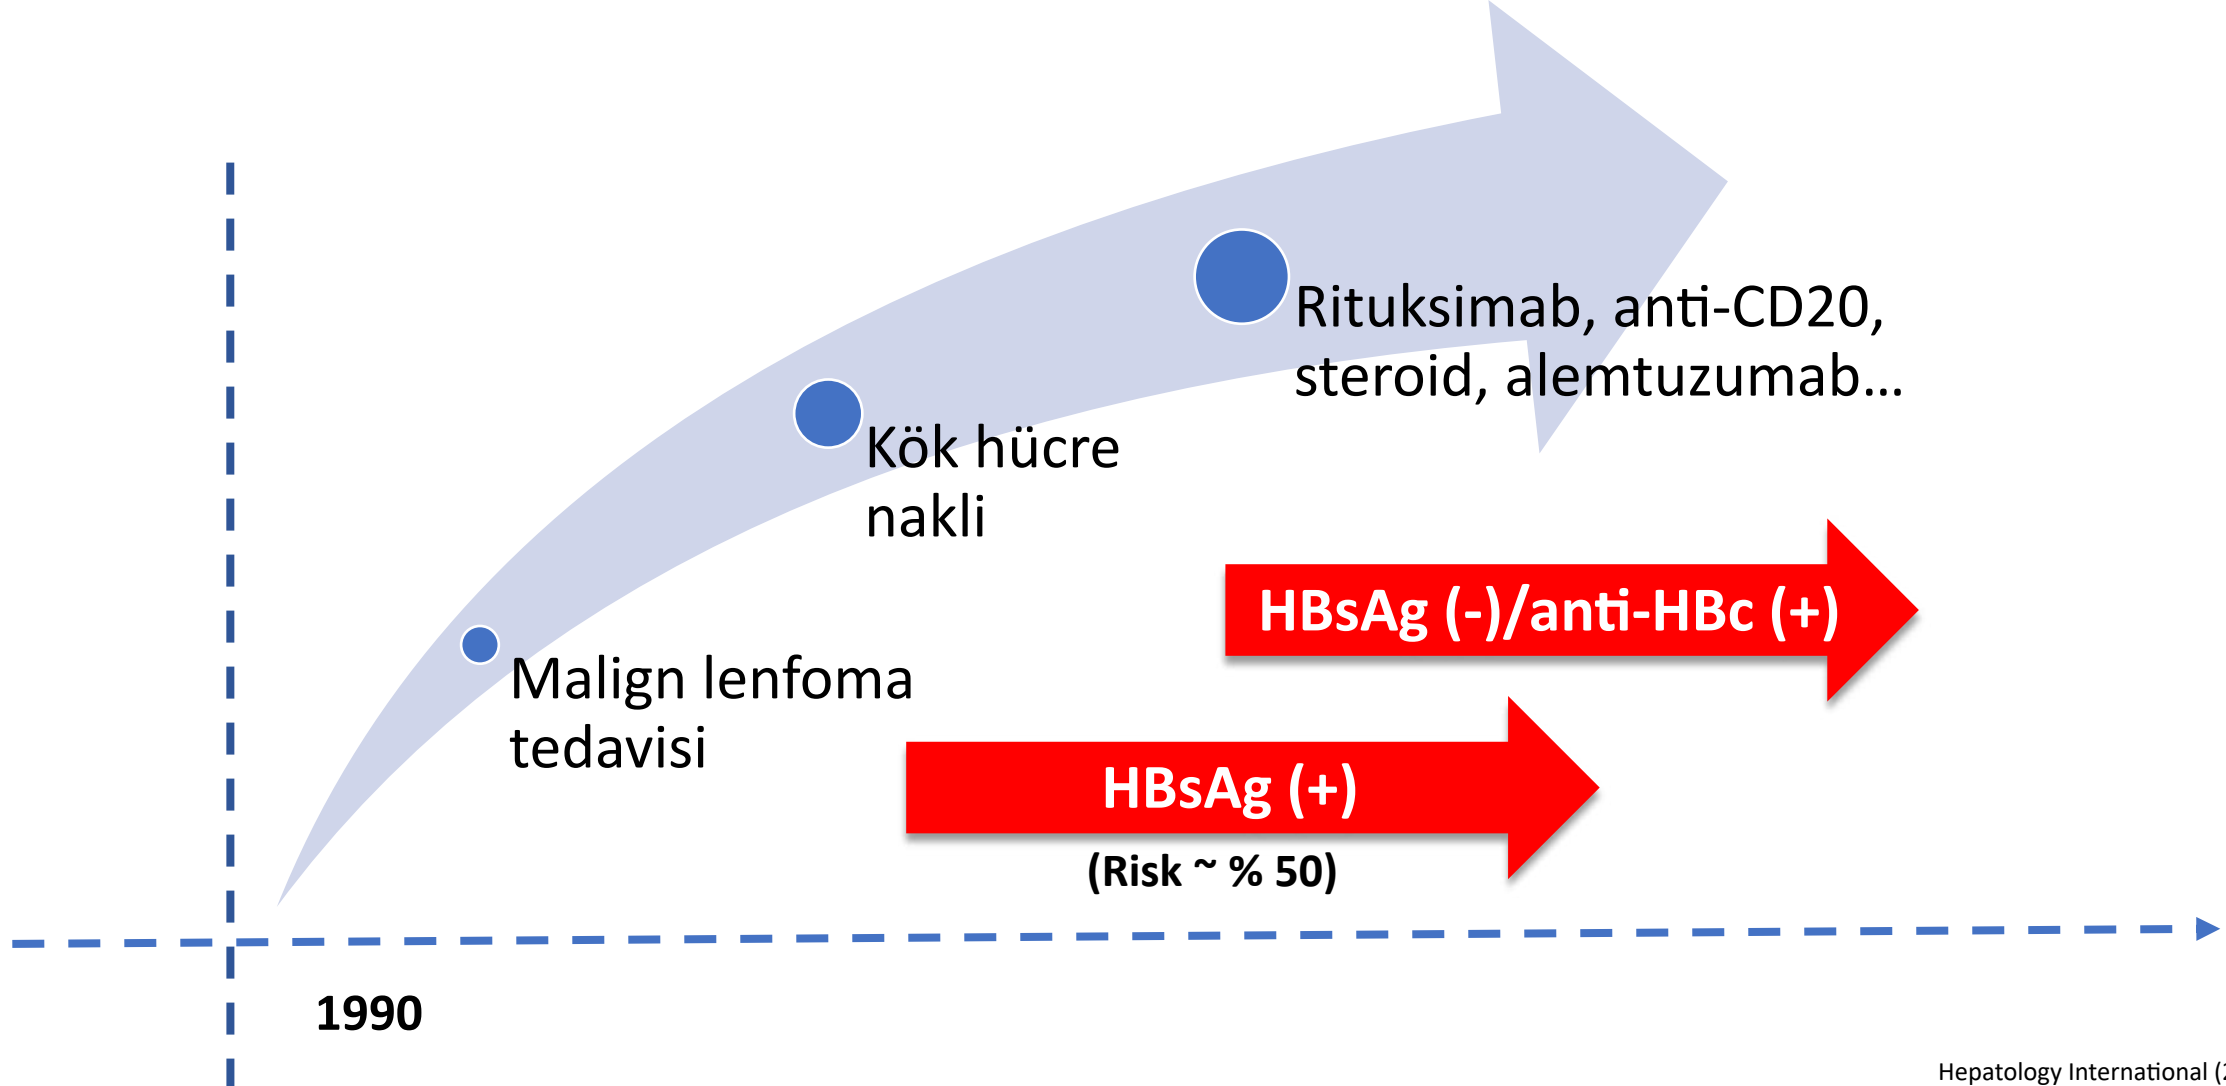 Rituksimab, anti-CD20,
steroid, alemtuzumab...
Kök hücre
nakli
HBsAg (-)/anti-HBc (+)
Malign lenfoma
tedavisi
HBsAg (+)
(Risk ~ % 50)
1990
Hepatology International (2